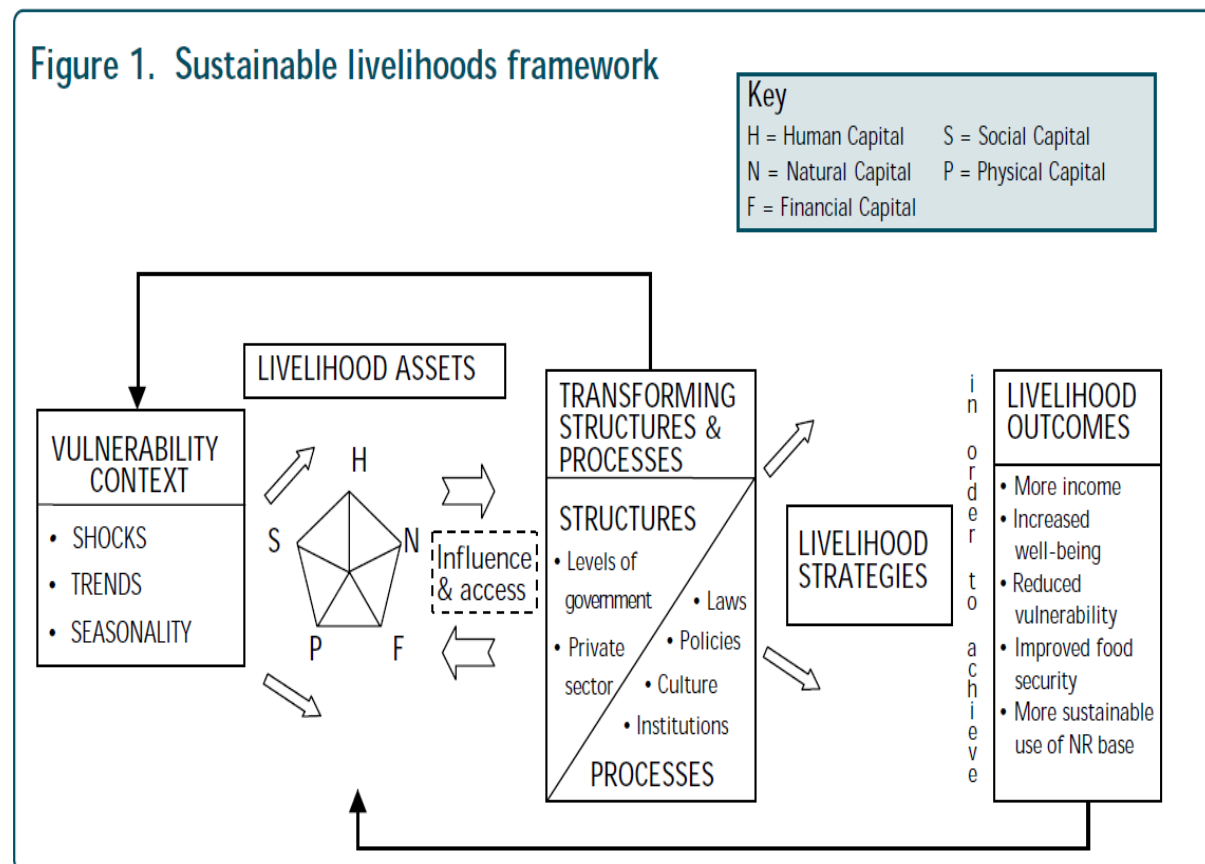 Figure 1. Sustainable livelihoods framework
Key
H = Human Capital S = Social Capital
N = Natural Capital P = Physical Capital
F = Financial Capital
LIVELIHOOD ASSETS
VULNERABILITY
CONTEXT
• SHOCKS
• TRENDS
• SEASONALITY
H
S
N
P
F
Influence
& access
TRANSFORMING
STRUCTURES &
PROCESSES
STRUCTURES
• Levels of
government
• Private
sector
• Laws
• Policies
• Culture
• Institutions
PROCESSES
LIVELIHOOD
STRATEGIES
in order to achieve
LIVELIHOOD
OUTCOMES
• More income
• Increased
well-being
• Reduced
vulnerability
• Improved food
security
• More sustainable
use of NR base